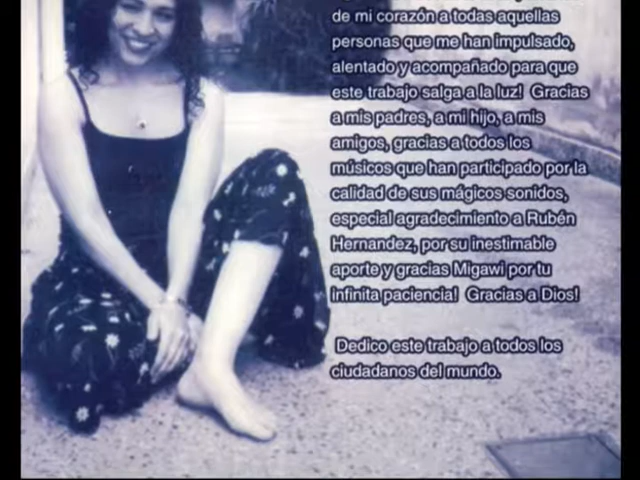 de mi corazón a todas aquellas
personas que me han impulsado,
alentado y acompañado para que
este trabajo salga a la luz! Gracias
a mis padres, a mi hijo, a mis
amigos, gracias a todos los
músicos que han participado por la
calidad de sus mágicos sonidos,
especial agradecimiento a Rubén
Hernandez, por su inestimable
aporte y gracias Migawi por tu
infinita paciencia! Gracias a Dios!
Dedico este trabajo a todos los
ciudadanos del mundo.